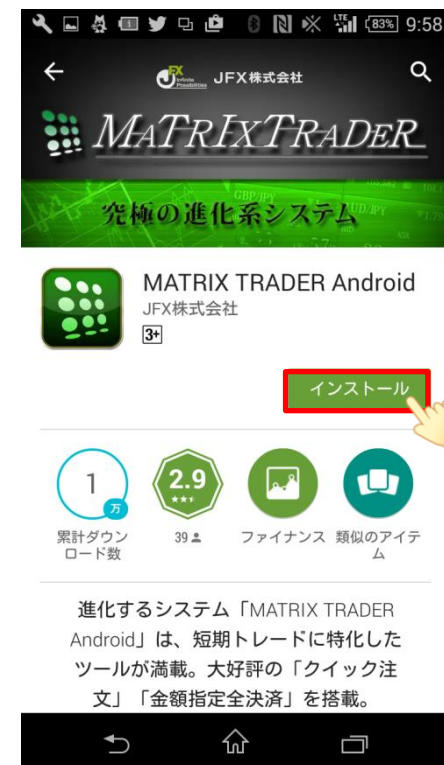 LTE 83% 9:58
JFX Infinite Possibilities JFX株式会社
MATRIXTRADER
GBP/JPY
究極の進化系システム
MATRIX TRADER Android
JFX株式会社
3+
インストール
1万
2.9
累計ダウンロード数
39
ファイナンス
類似のアイテム
進化するシステム「MATRIX TRADER
Android」は、短期トレードに特化した
ツールが満載。大好評の「クイック注
文」「金額指定全決済」を搭載。